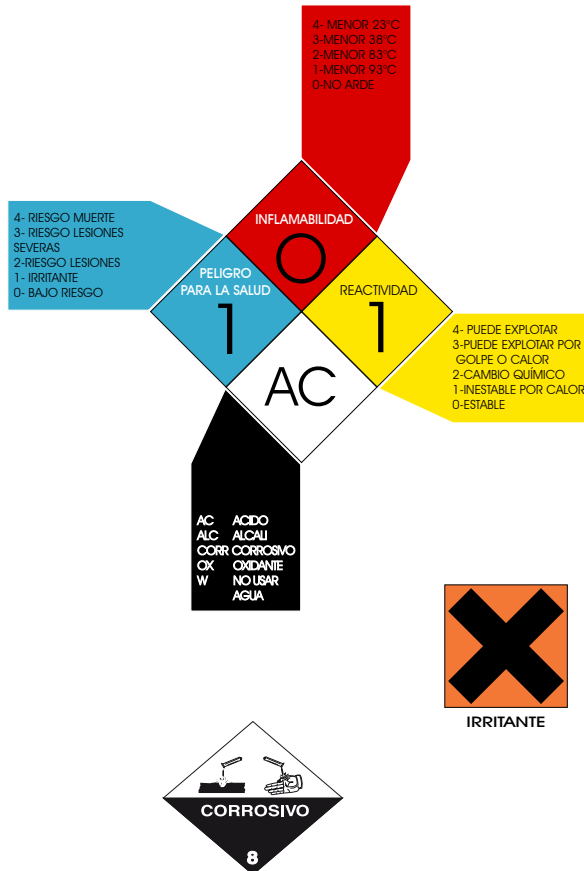 4- MENOR 23°C
3-MENOR 38°C
2-MENOR 83°C
1-MENOR 93°C
0-NO ARDE
INFLAMABILIDAD
0
4- RIESGO MUERTE
3- RIESGO LESIONES
SEVERAS
2-RIESGO LESIONES
1- IRRITANTE
0- BAJO RIESGO
PELIGRO
PARA LA SALUD
1
REACTIVIDAD
1
4- PUEDE EXPLOTAR
3-PUEDE EXPLOTAR POR
GOLPE O CALOR
2-CAMBIO QUÍMICO
1-INESTABLE POR CALOR
0-ESTABLE
AC
AC ACIDO
ALC ALCALI
CORR CORROSIVO
OX OXIDANTE
W NO USAR
AGUA
IRRITANTE
CORROSIVO
8